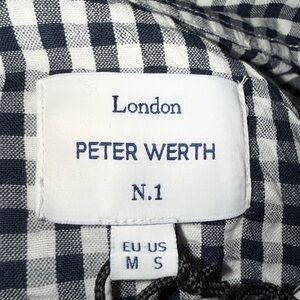 London
PETER WERTH
N.1
EU US
M S